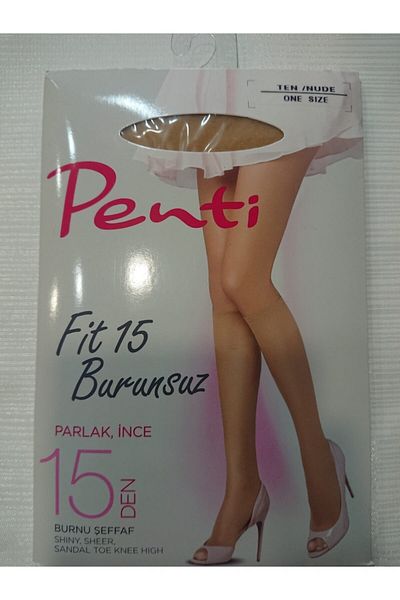 TEN /NUDE
ONE SIZE
Penti
Fit 15
Burunsuz
PARLAK, İNCE
15 DEN
BURNU ŞEFFAF
SHINY, SHEER,
SANDAL TOE KNEE HIGH